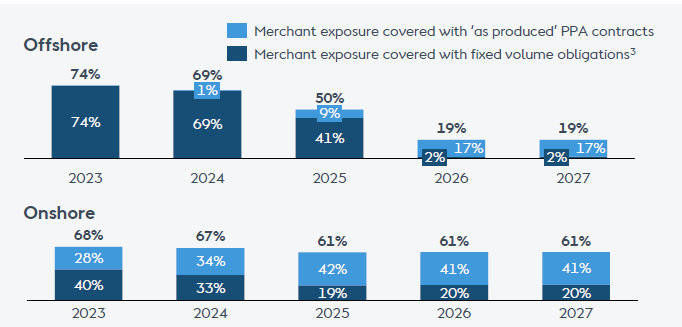 Merchant exposure covered with ‘as produced’ PPA contracts
Offshore
Merchant exposure covered with fixed volume obligations³
74% 69% 50% 19% 19%
1% 9% 17% 17%
74% 69% 41% 2% 2%
2023 2024 2025 2026 2027
Onshore
68% 67% 61% 61% 61%
28% 34% 42% 41% 41%
40% 33% 19% 20% 20%
2023 2024 2025 2026 2027